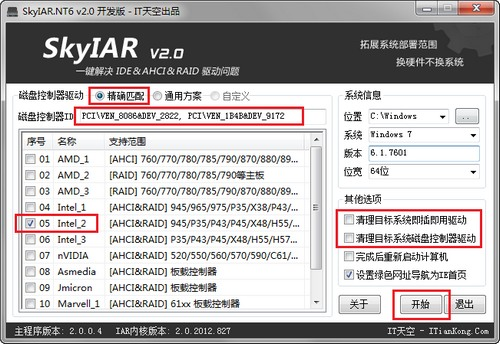 SkyIAR.NT6 v2.0 开发版 - IT天空出品
SkyIAR v2.0
一键解决 IDE & AHCI & RAID 驱动问题
拓展系统部署范围
换硬件不换系统
磁盘控制器驱动 精确匹配 通用方案 自定义
磁盘控制器ID PCI\VEN_8086&DEV_2822, PCI\VEN_1B4B&DEV_9172
序号 名称 支持范围
01 AMD_1 [AHCI] 760/770/780/785/790/870/880/89...
02 AMD_2 [RAID] 690/770/790等主板
03 AMD_3 [RAID] 760/770/780/785/790/870/880/89...
04 Intel_1 [AHCI&RAID] 945/965/975/P35/X38/P43/...
05 Intel_2 [AHCI&RAID] 945/P35/P43/P45/X48/H55/...
06 Intel_3 [AHCI&RAID] P43/P45/X48/H55/H57...
07 nVIDIA [AHCI&RAID] 520/550/560/570/590/C61/...
08 Asmedia [AHCI] 板载控制器
09 Jmicron [AHCI&RAID] 板载控制器
10 Marvell_1 [AHCI&RAID] 61xx 板载控制器
系统信息
位置 C:\Windows ..
系统 Windows 7
版本 6.1.7601
位宽 64位
其他选项
清理目标系统即插即用驱动
清理目标系统磁盘控制器驱动
完成后重新启动计算机
设置绿色网址导航为IE首页
关于 开始 退出
主程序版本: 2.0.0.4 IAR内核版本: 2.0.2012.827 IT天空 - ITianKong.Com